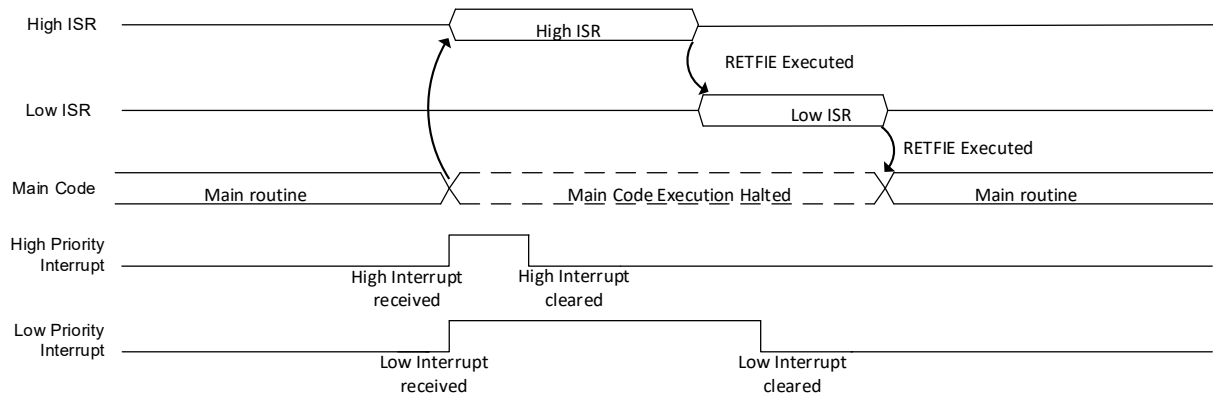 High ISR
High ISR
RETFIE Executed
Low ISR
Low ISR
RETFIE Executed
Main Code
Main routine
Main Code Execution Halted
Main routine
High Priority
Interrupt
High Interrupt
received
High Interrupt
cleared
Low Priority
Interrupt
Low Interrupt
received
Low Interrupt
cleared